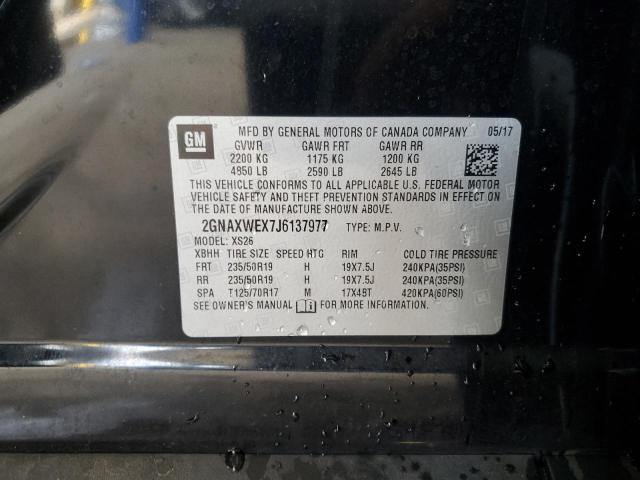 GM
MFD BY GENERAL MOTORS OF CANADA COMPANY 05/17
GVWR GAWR FRT GAWR RR
2200 KG 1175 KG 1200 KG
4850 LB 2590 LB 2645 LB
THIS VEHICLE CONFORMS TO ALL APPLICABLE U.S. FEDERAL MOTOR
VEHICLE SAFETY AND THEFT PREVENTION STANDARDS IN EFFECT ON
THE DATE OF MANUFACTURE SHOWN ABOVE.
2GNAXWEX7J6137977 TYPE: M.P.V.
MODEL: XS26
XBHH TIRE SIZE SPEED HTG RIM COLD TIRE PRESSURE
FRT 235/50R19 H 19X7.5J 240KPA(35PSI)
RR 235/50R19 H 19X7.5J 240KPA(35PSI)
SPA T125/70R17 M 17X4BT 420KPA(60PSI)
SEE OWNER'S MANUAL FOR MORE INFORMATION.